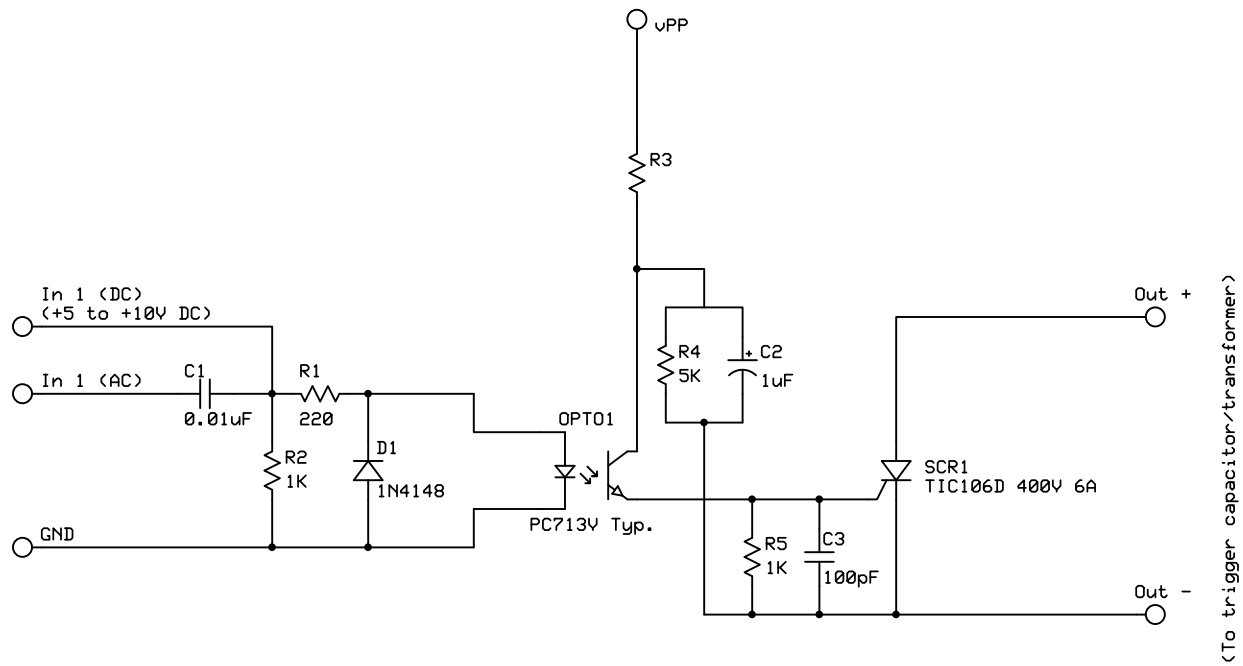 vPP
R3
In 1 (DC)
(+5 to +10V DC)
Out +
C1
R1
In 1 (AC)
0.01uF
220
R4
5K
+
C2
1uF
OPTO1
R2
1K
D1
1N4148
SCR1
TIC106D 400V 6A
PC713V Typ.
GND
R5
1K
C3
100pF
Out -
(To trigger capacitor/transformer)